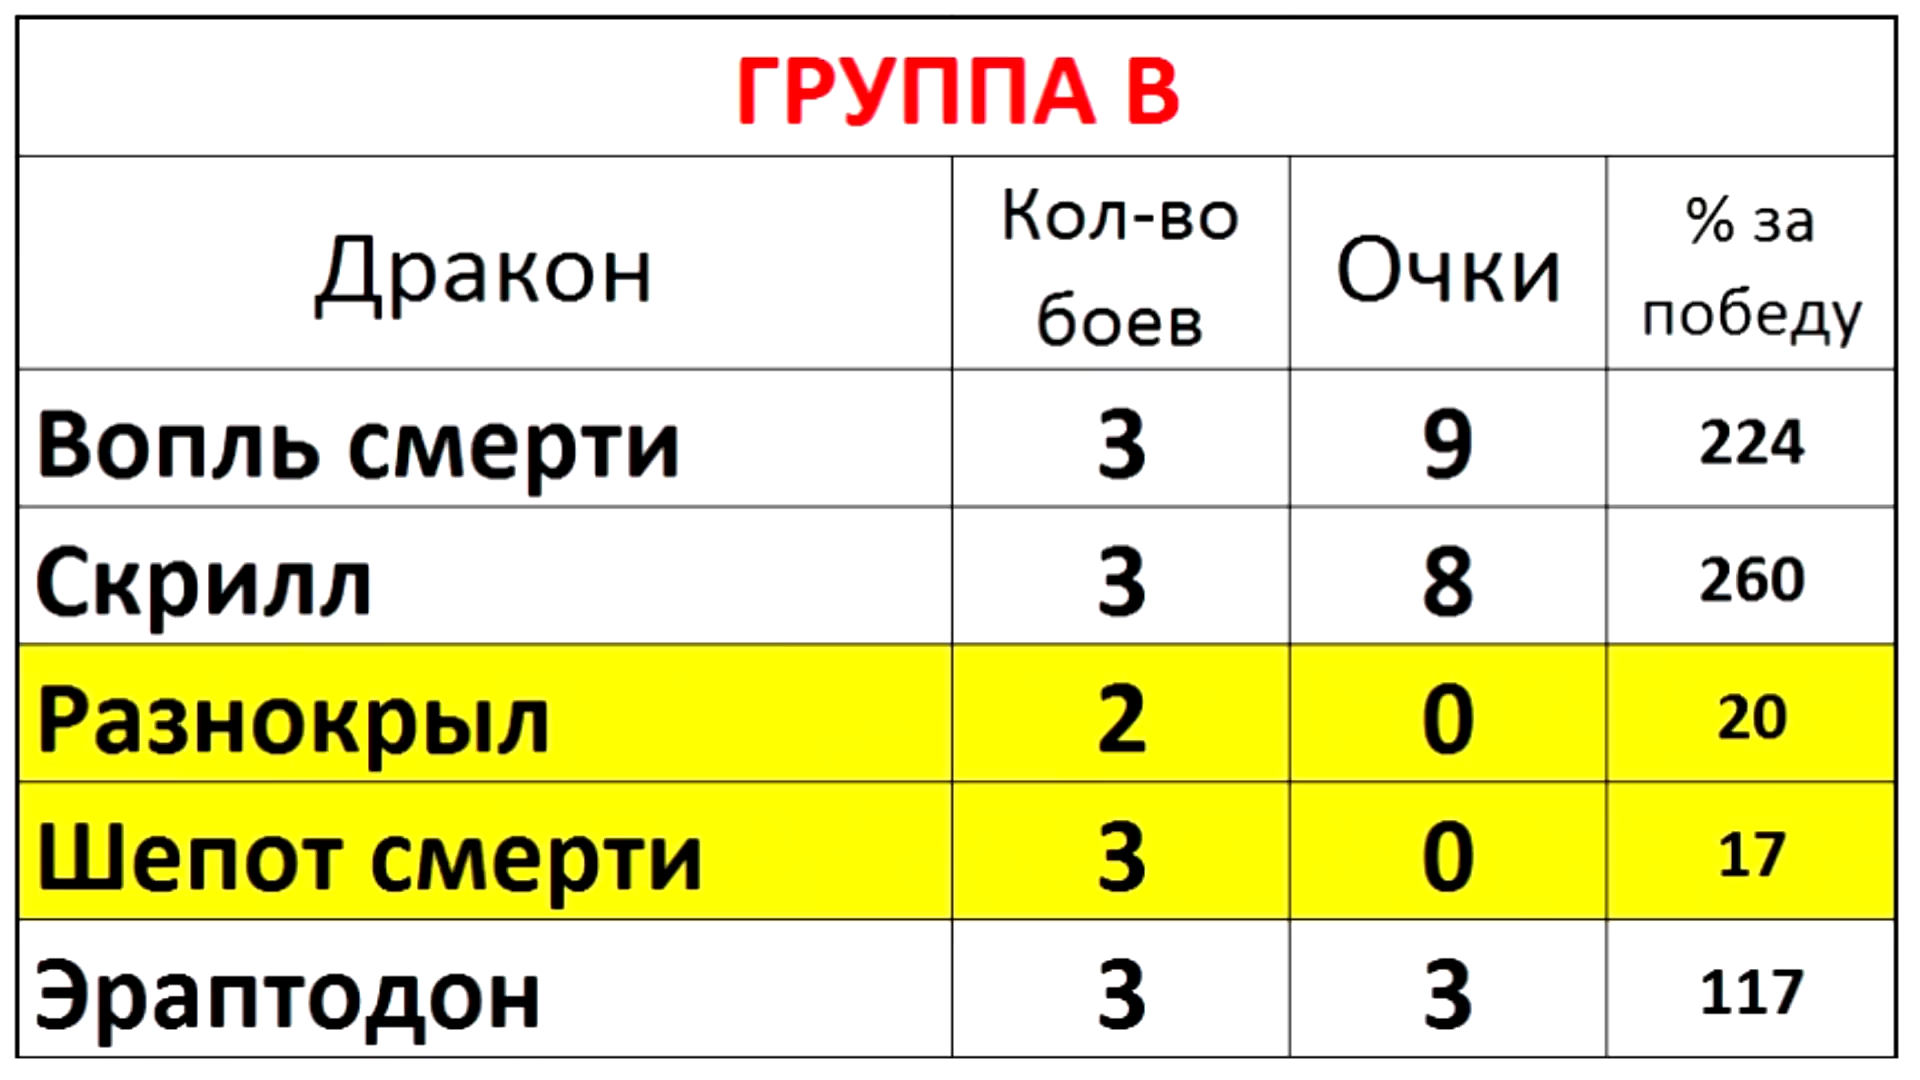 ГРУППА B
Дракон Кол-во боев Очки % за победу
Вопль смерти 3 9 224
Скрилл 3 8 260
Разнокрыл 2 0 20
Шепот смерти 3 0 17
Эраптодон 3 3 117